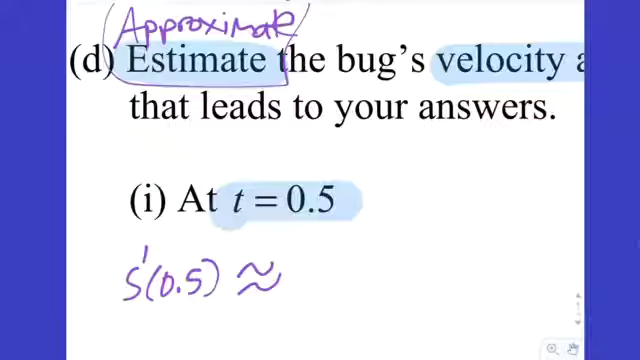 (Approximate
(d) Estimate the bug's velocity a
that leads to your answers.
(i) At t = 0.5
S'(0.5) ≈